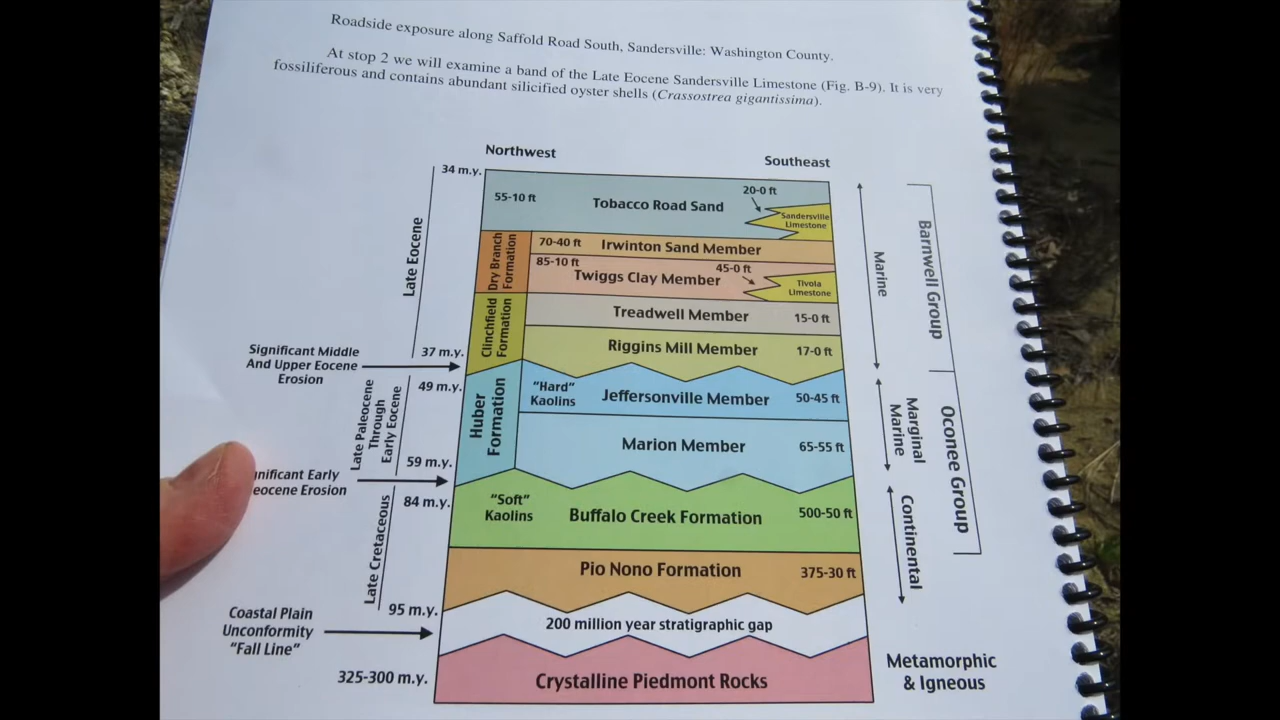 Roadside exposure along Saffold Road South, Sandersville: Washington County.
At stop 2 we will examine a band of the Late Eocene Sandersville Limestone (Fig. B-9). It is very
fossiliferous and contains abundant silicified oyster shells (Crassostrea gigantissima).
Northwest
Southeast
34 m.y.
55-10 ft
Tobacco Road Sand
20-0 ft
Sandersville
Limestone
Late Eocene
Dry Branch
Formation
70-40 ft
Irwinton Sand Member
85-10 ft
Twiggs Clay Member
45-0 ft
Tivola
Limestone
Clinchfield
Formation
Treadwell Member
15-0 ft
Riggins Mill Member
17-0 ft
37 m.y.
Marine
Barnwell Group
Significant Middle
And Upper Eocene
Erosion
49 m.y.
Late Paleocene
Through
Early Eocene
Huber
Formation
"Hard"
Kaolins
Jeffersonville Member
50-45 ft
Marion Member
65-55 ft
59 m.y.
Marginal
Marine
Oconee Group
nificant Early
eocene Erosion
84 m.y.
Late Cretaceous
"Soft"
Kaolins
Buffalo Creek Formation
500-50 ft
Pio Nono Formation
375-30 ft
Continental
95 m.y.
Coastal Plain
Unconformity
"Fall Line"
200 million year stratigraphic gap
325-300 m.y.
Crystalline Piedmont Rocks
Metamorphic
& Igneous